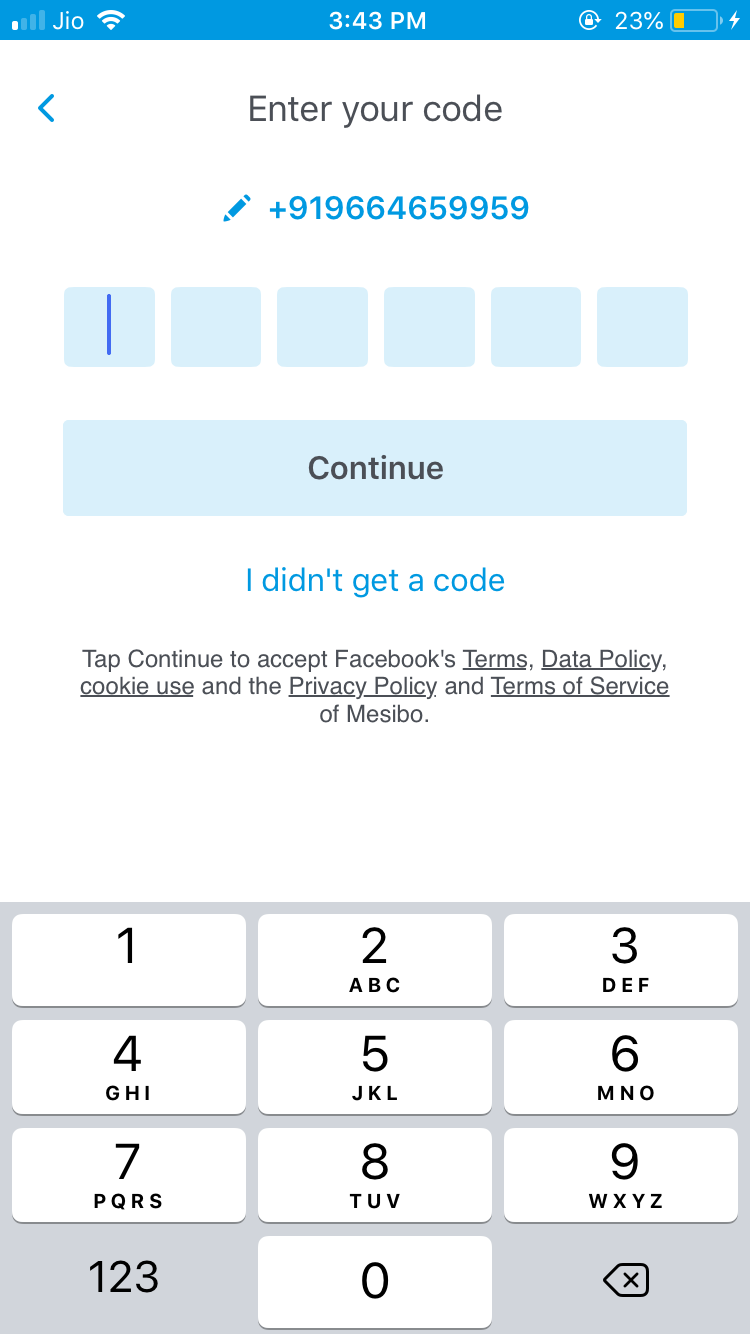 Jio 3:43 PM 23%
Enter your code
+919664659959
Continue
I didn't get a code
Tap Continue to accept Facebook's Terms, Data Policy,
cookie use and the Privacy Policy and Terms of Service
of Mesibo.
1 2 3
ABC DEF
4 5 6
GHI JKL MNO
7 8 9
PQRS TUV WXYZ
123 0